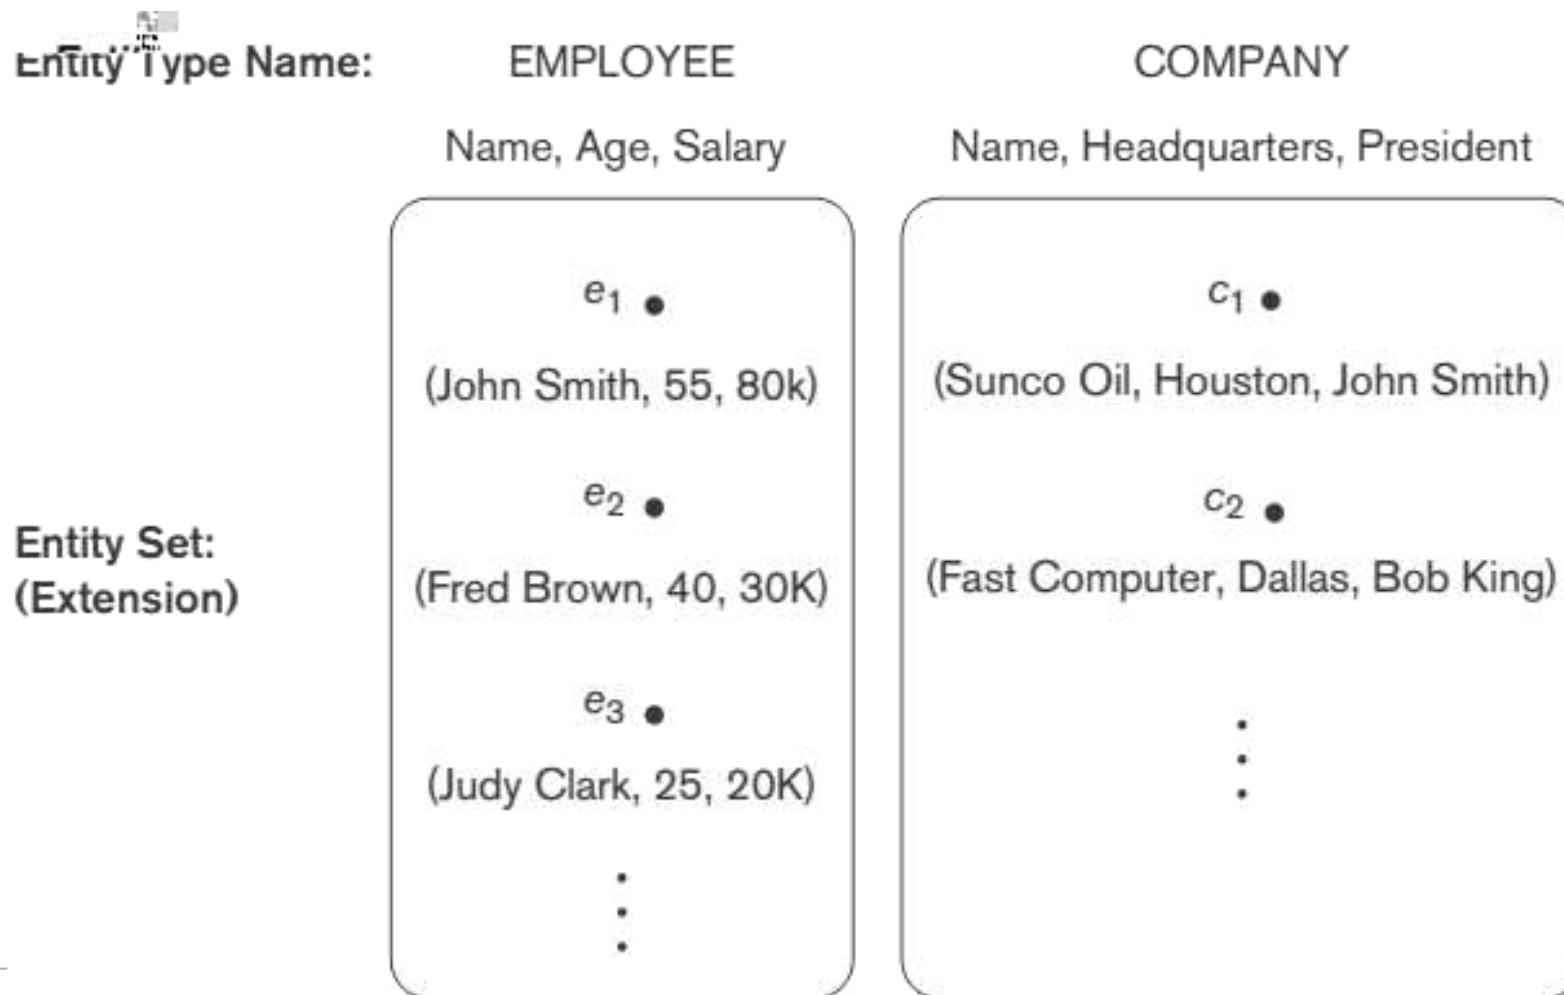 Entity Type Name: EMPLOYEE COMPANY
Name, Age, Salary Name, Headquarters, President
e1 c1
(John Smith, 55, 80k) (Sunco Oil, Houston, John Smith)
e2 c2
Entity Set:
(Extension)
(Fred Brown, 40, 30K) (Fast Computer, Dallas, Bob King)
e3
(Judy Clark, 25, 20K)